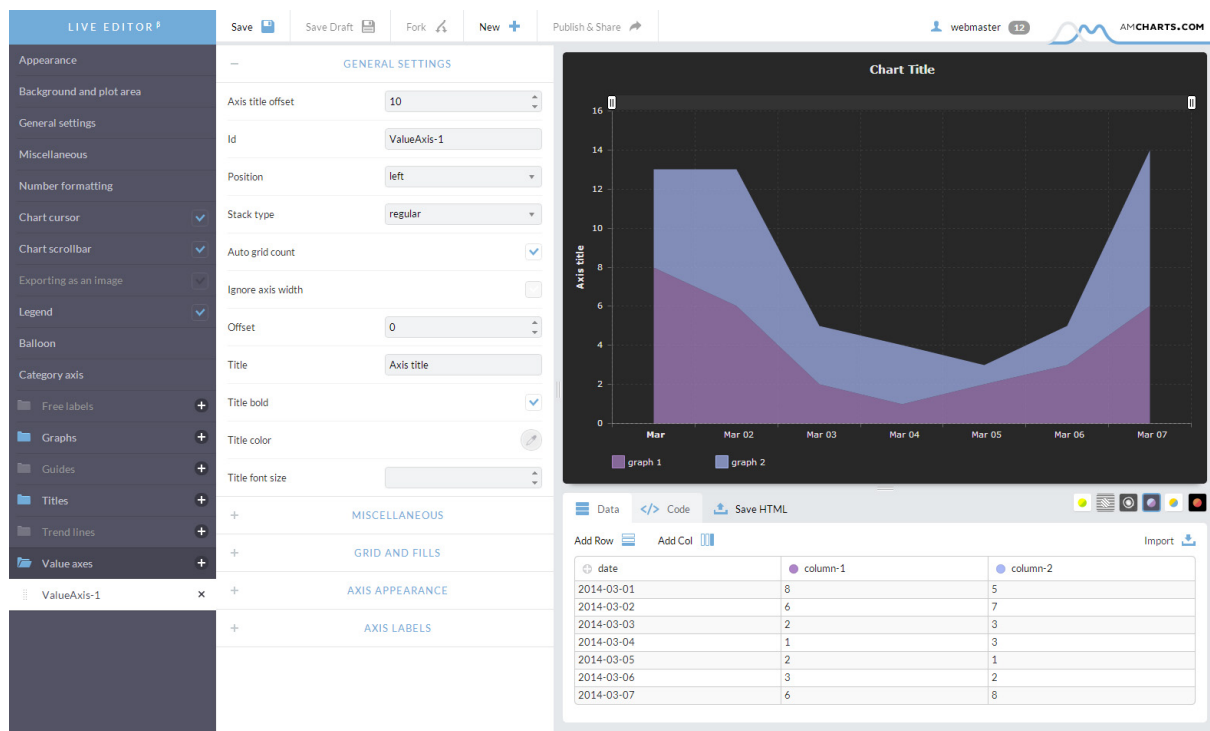 LIVE EDITOR β
Save
Save Draft
Fork
New
Publish & Share
webmaster 12
AMCHARTS.COM
Appearance
Background and plot area
General settings
Miscellaneous
Number formatting
Chart cursor
Chart scrollbar
Exporting as an image
Legend
Balloon
Category axis
Free labels
Graphs
Guides
Titles
Trend lines
Value axes
ValueAxis-1
GENERAL SETTINGS
Axis title offset 10
Id ValueAxis-1
Position left
Stack type regular
Auto grid count
Ignore axis width
Offset 0
Title Axis title
Title bold
Title color
Title font size
MISCELLANEOUS
GRID AND FILLS
AXIS APPEARANCE
AXIS LABELS
Chart Title
16
14
12
10
8
6
4
2
0
Axis title
Mar Mar 02 Mar 03 Mar 04 Mar 05 Mar 06 Mar 07
graph 1 graph 2
Data </> Code Save HTML
Add Row Add Col Import
date column-1 column-2
2014-03-01 8 5
2014-03-02 6 7
2014-03-03 2 3
2014-03-04 1 3
2014-03-05 2 1
2014-03-06 3 2
2014-03-07 6 8